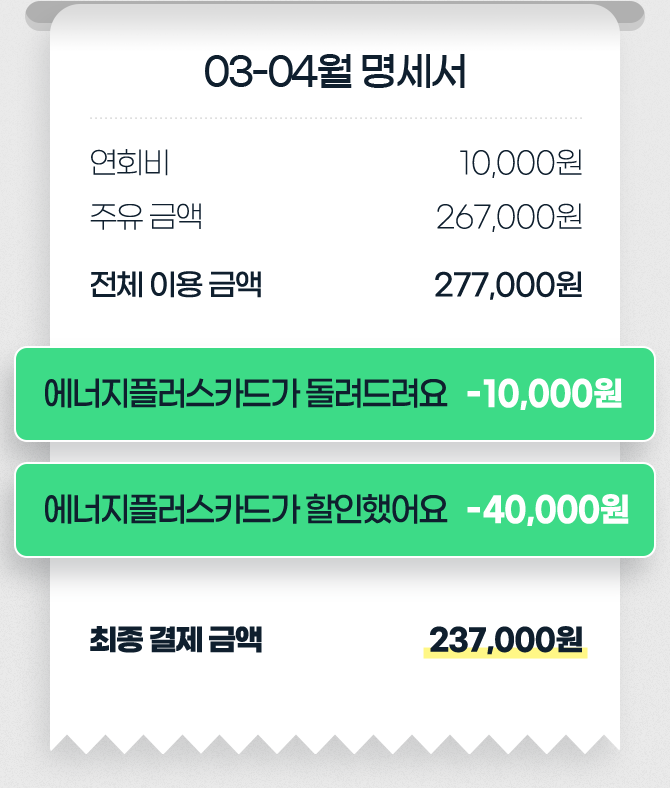 03-04월 명세서
연회비 10,000원
주유 금액 267,000원
전체 이용 금액 277,000원
에너지플러스카드가 돌려드려요 -10,000원
에너지플러스카드가 할인했어요 -40,000원
최종 결제 금액 237,000원